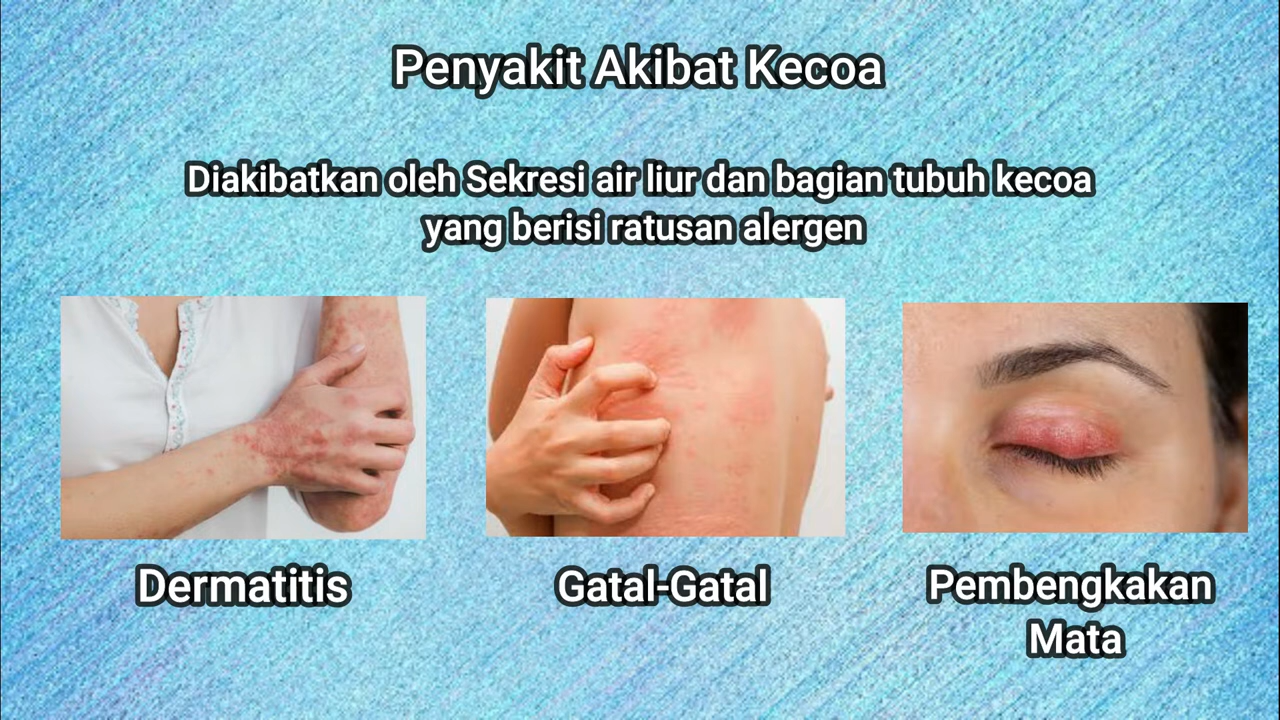 Penyakit Akibat Kecoa
Diakibatkan oleh Sekresi air liur dan bagian tubuh kecoa
yang berisi ratusan alergen
Dermatitis
Gatal-Gatal
Pembengkakan
Mata